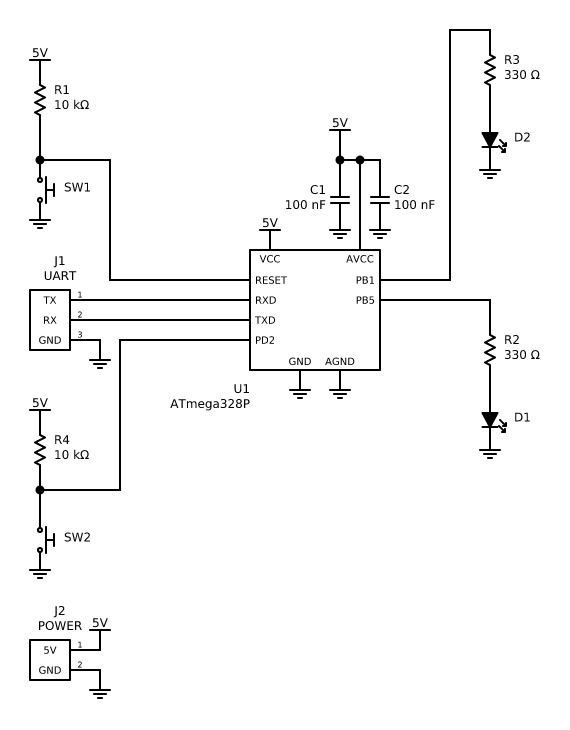 5V
R1
10 kΩ
SW1
5V
R3
330 Ω
D2
C1
100 nF
C2
100 nF
5V
J1
UART
TX 1
RX 2
GND 3
VCC AVCC
RESET PB1
RXD PB5
TXD
PD2
GND AGND
U1
ATmega328P
R2
330 Ω
D1
5V
R4
10 kΩ
SW2
J2
POWER
5V
5V 1
GND 2